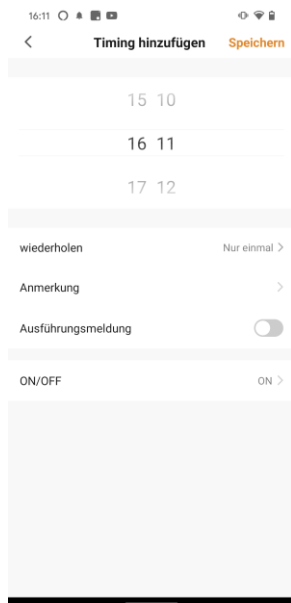 16:11
Timing hinzufügen Speichern
15 10
16 11
17 12
wiederholen Nur einmal
Anmerkung
Ausführungsmeldung
ON/OFF ON